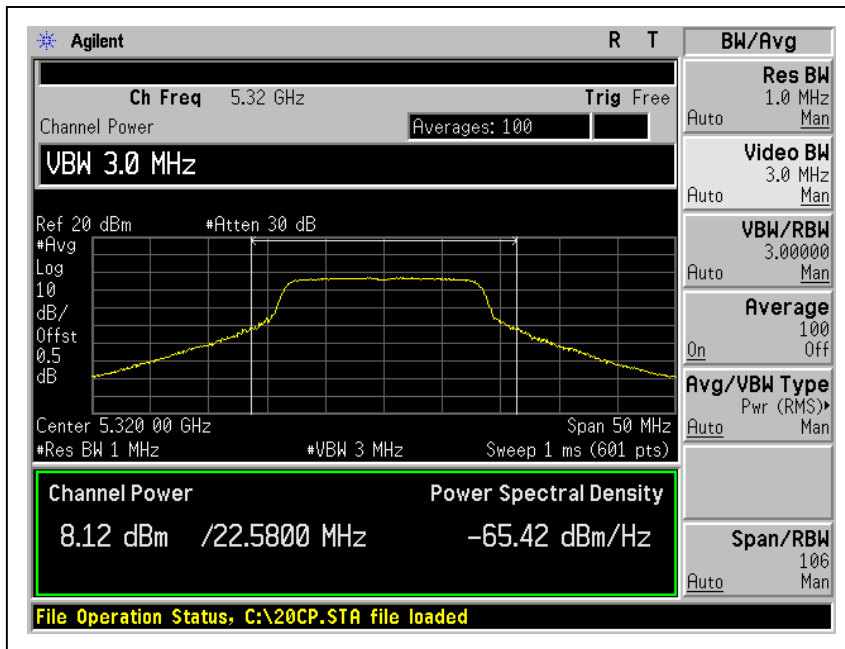 Agilent R T
Ch Freq 5.32 GHz Trig Free
Channel Power Averages: 100
VBW 3.0 MHz
Ref 20 dBm #Atten 30 dB
#Avg
Log
10
dB/
Offst
0.5
dB
Center 5.320 00 GHz Span 50 MHz
#Res BW 1 MHz #VBW 3 MHz Sweep 1 ms (601 pts)
Channel Power Power Spectral Density
8.12 dBm /22.5800 MHz -65.42 dBm/Hz
File Operation Status, C:\20CP.STA file loaded
BW/Avg
Res BW
1.0 MHz
Auto Man
Video BW
3.0 MHz
Auto Man
VBW/RBW
3.00000
Auto Man
Average
100
On Off
Avg/VBW Type
Pwr (RMS)▸
Auto Man
Span/RBW
106
Auto Man